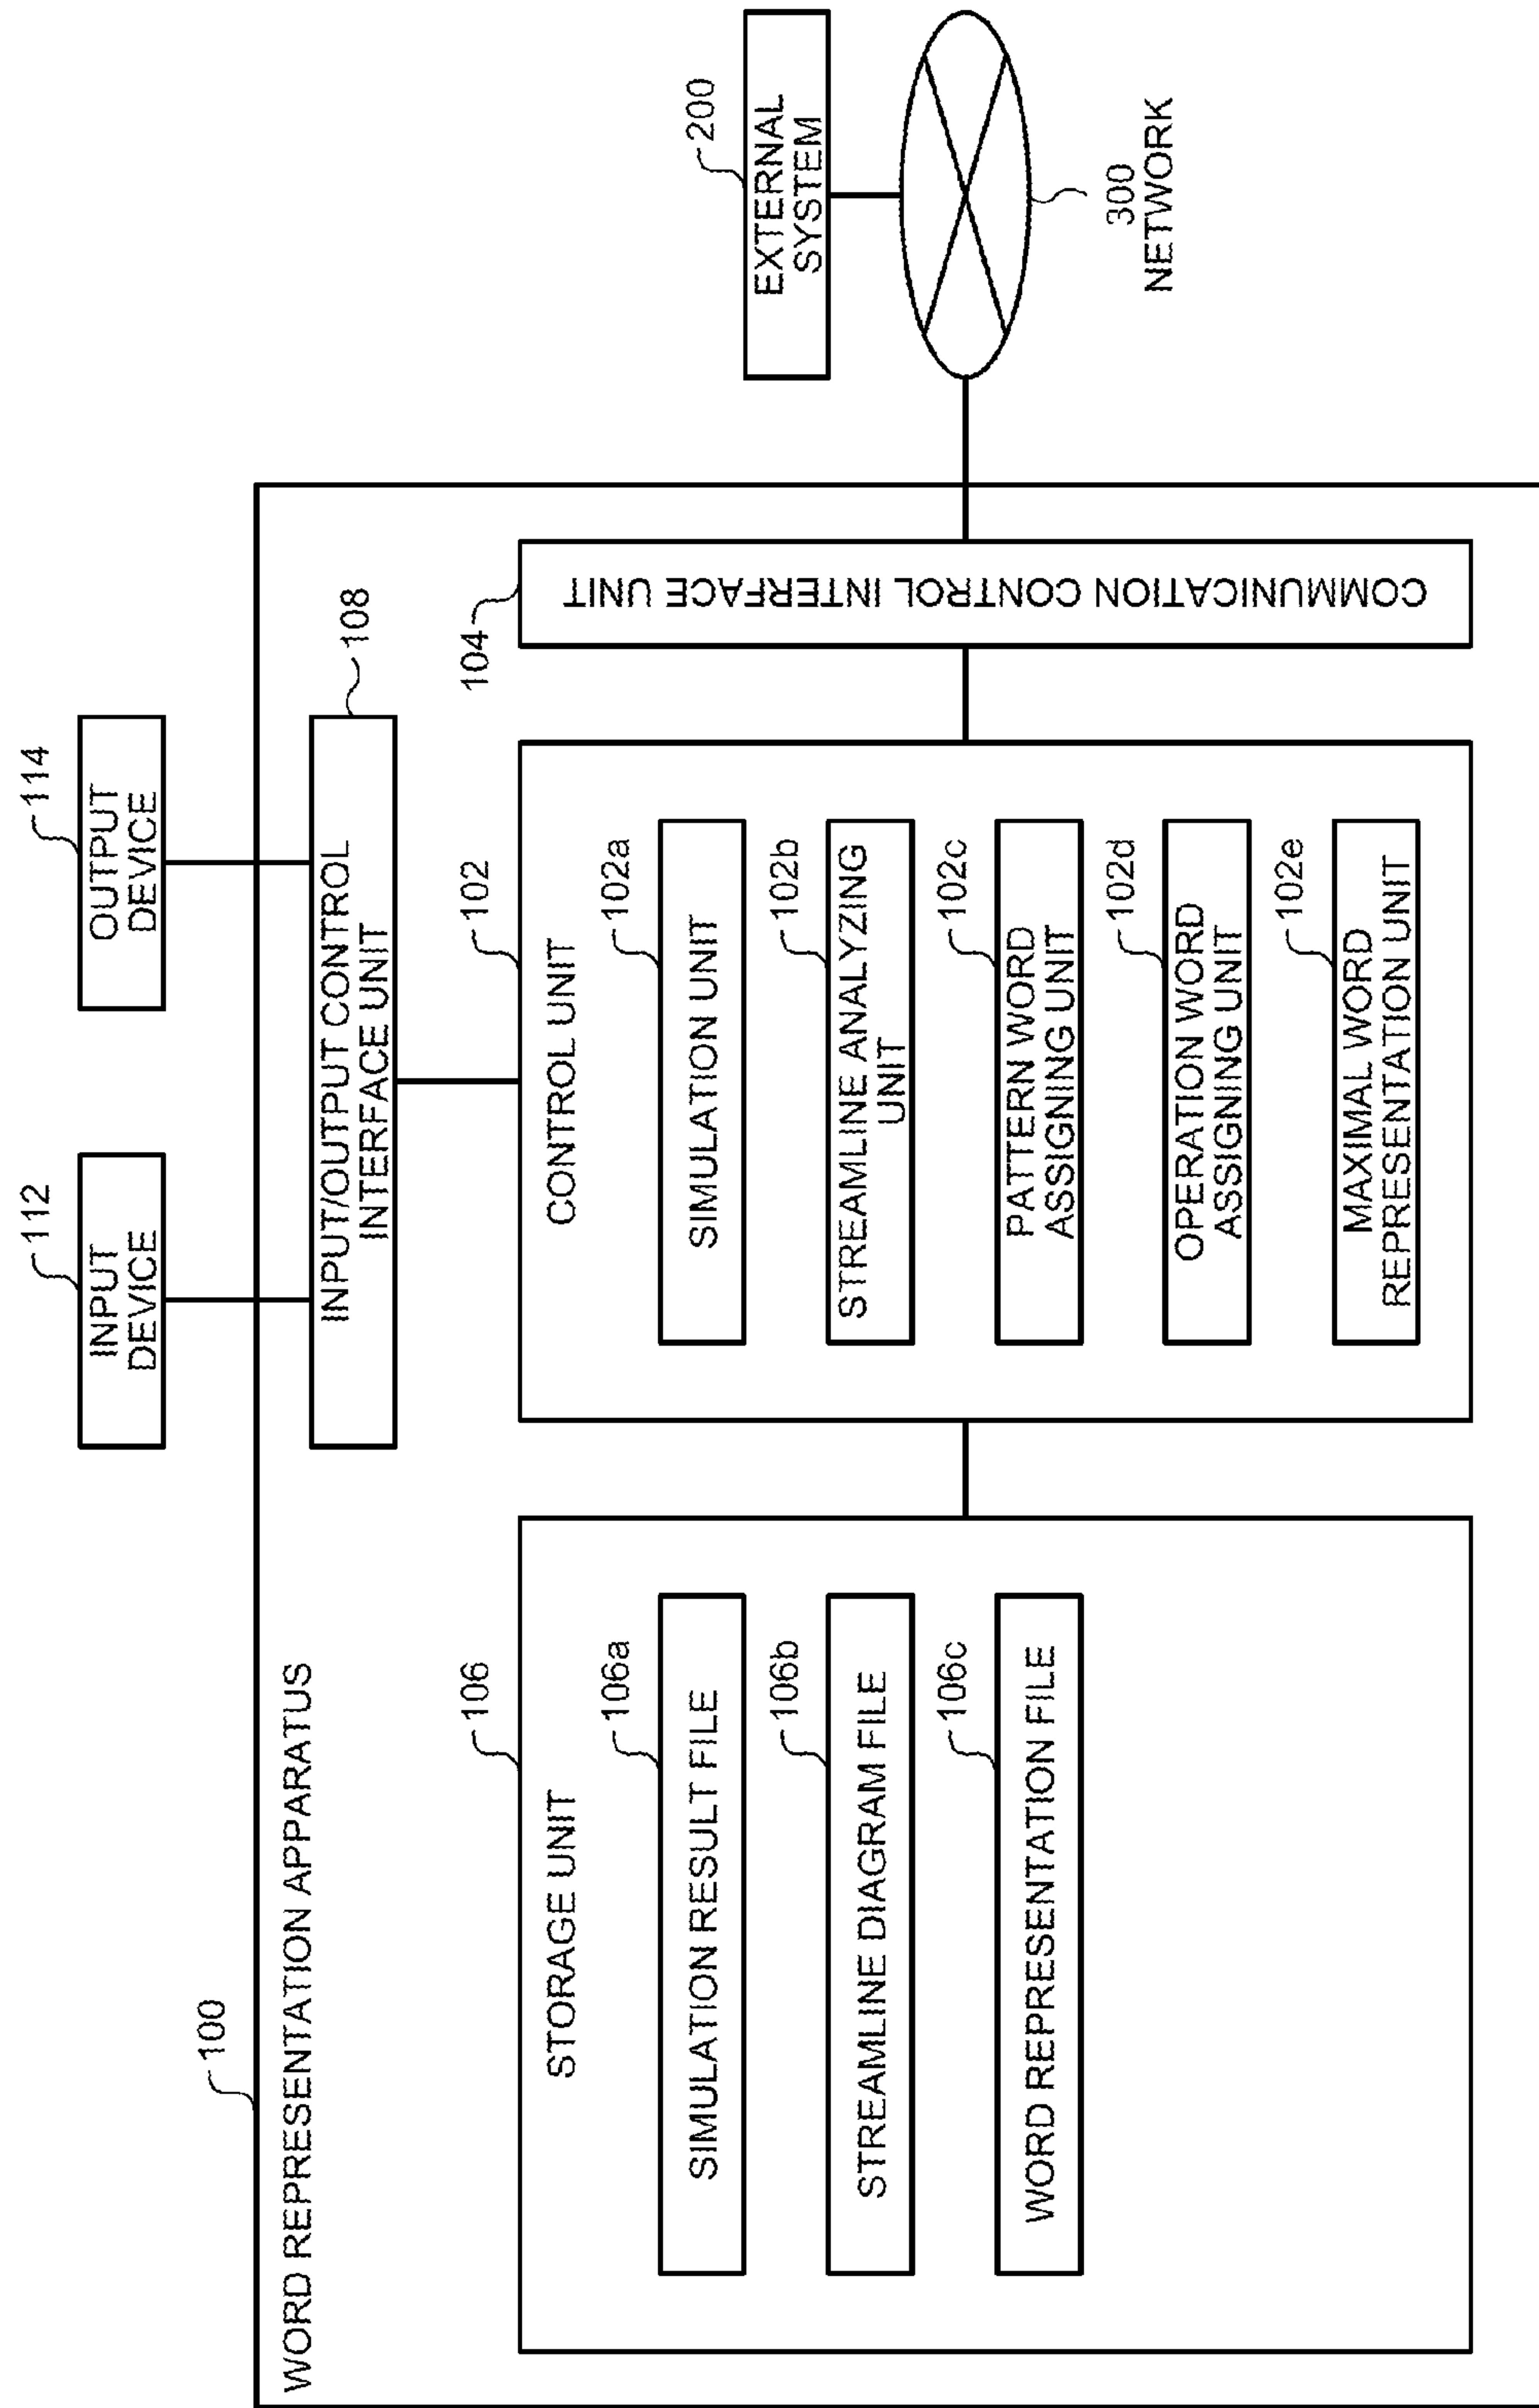 100
WORD REPRESENTATION APPARATUS
112
INPUT
DEVICE
114
OUTPUT
DEVICE
INPUT/OUTPUT CONTROL
INTERFACE UNIT
108
106
STORAGE UNIT
106a
SIMULATION RESULT FILE
106b
STREAMLINE DIAGRAM FILE
106c
WORD REPRESENTATION FILE
102
CONTROL UNIT
102a
SIMULATION UNIT
102b
STREAMLINE ANALYZING
UNIT
102c
PATTERN WORD
ASSIGNING UNIT
102d
OPERATION WORD
ASSIGNING UNIT
102e
MAXIMAL WORD
REPRESENTATION UNIT
104
COMMUNICATION CONTROL INTERFACE UNIT
200
EXTERNAL
SYSTEM
300
NETWORK